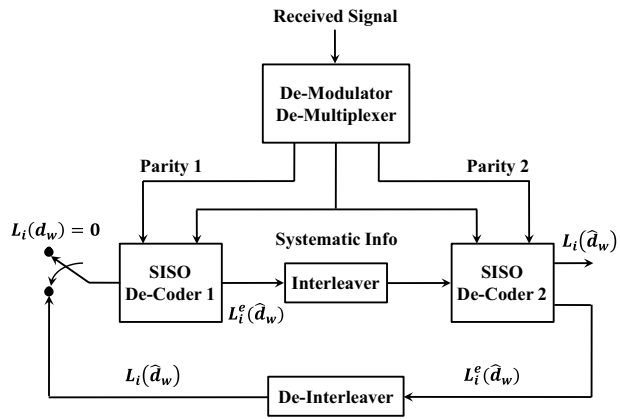 Received Signal
De-Modulator
De-Multiplexer
Parity 1
Parity 2
L_i(d_w) = 0
Systematic Info
L_i(d̂_w)
SISO
De-Coder 1
Interleaver
SISO
De-Coder 2
L_i^e(d̂_w)
L_i(d̂_w)
L_i^e(d̂_w)
De-Interleaver